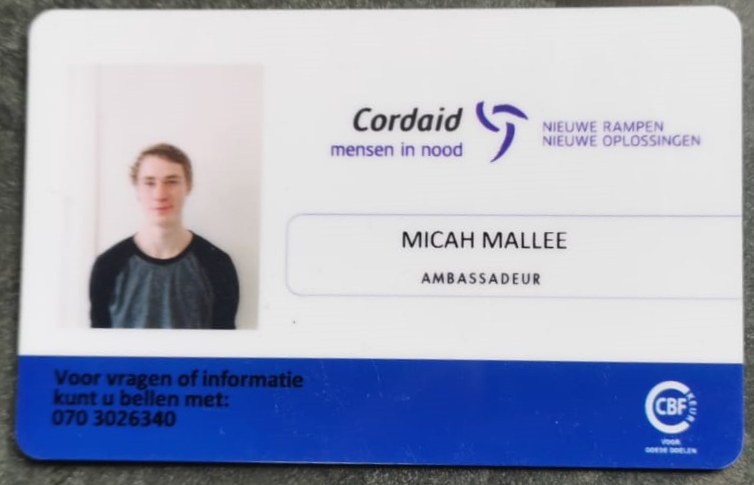 Cordaid
mensen in nood
NIEUWE RAMPEN
NIEUWE OPLOSSINGEN
MICAH MALLEE
AMBASSADEUR
Voor vragen of informatie
kunt u bellen met:
070 3026340
CBF
KEUR
VOOR
GOEDE DOELEN